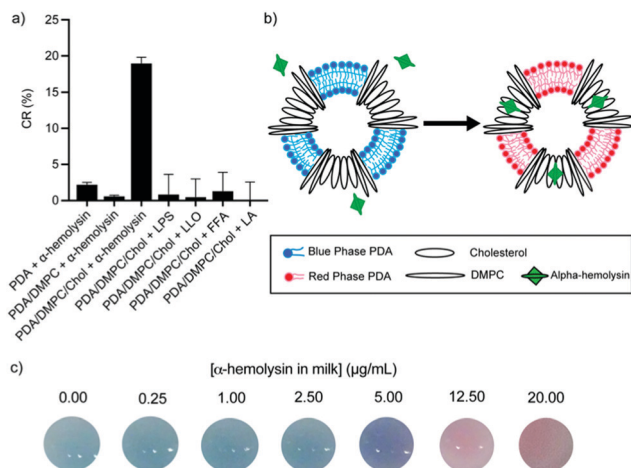 a)
25
20
15
10
5
0
CR (%)
PDA + α-hemolysin
PDA/DMPC + α-hemolysin
PDA/DMPC/Chol + α-hemolysin
PDA/DMPC/Chol + LPS
PDA/DMPC/Chol + LLO
PDA/DMPC/Chol + FFA
PDA/DMPC/Chol + LA
b)
Blue Phase PDA
Cholesterol
Red Phase PDA
DMPC
Alpha-hemolysin
c)
[α-hemolysin in milk] (μg/mL)
0.00 0.25 1.00 2.50 5.00 12.50 20.00